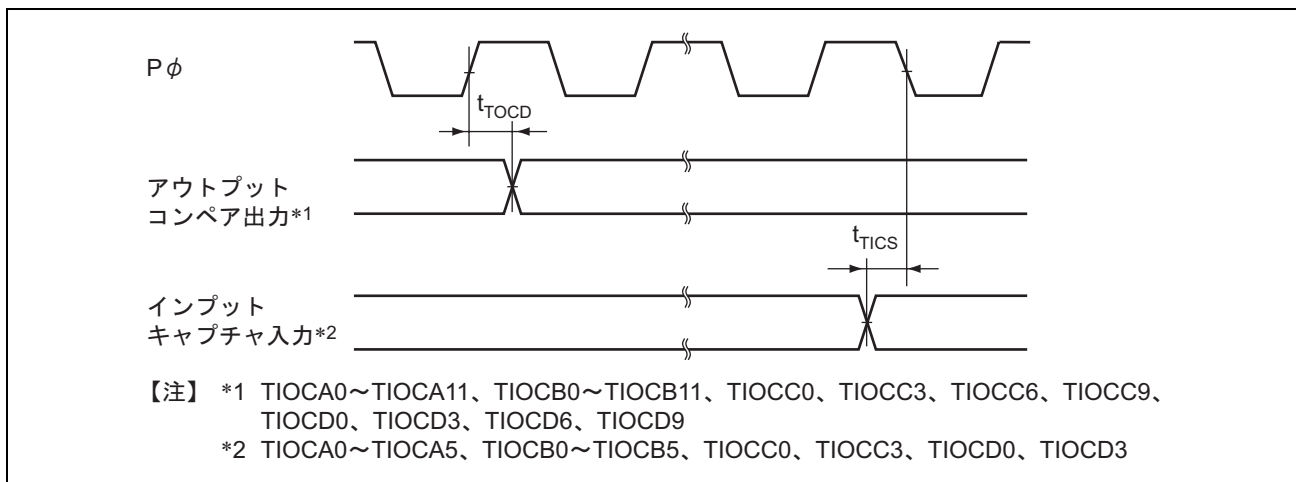 Pφ
tTOCD
アウトプット
コンペア出力*1
tTICS
インプット
キャプチャ入力*2
【注】 *1 TIOCA0～TIOCA11、TIOCB0～TIOCB11、TIOCC0、TIOCC3、TIOCC6、TIOCC9、
TIOCD0、TIOCD3、TIOCD6、TIOCD9
*2 TIOCA0～TIOCA5、TIOCB0～TIOCB5、TIOCC0、TIOCC3、TIOCD0、TIOCD3